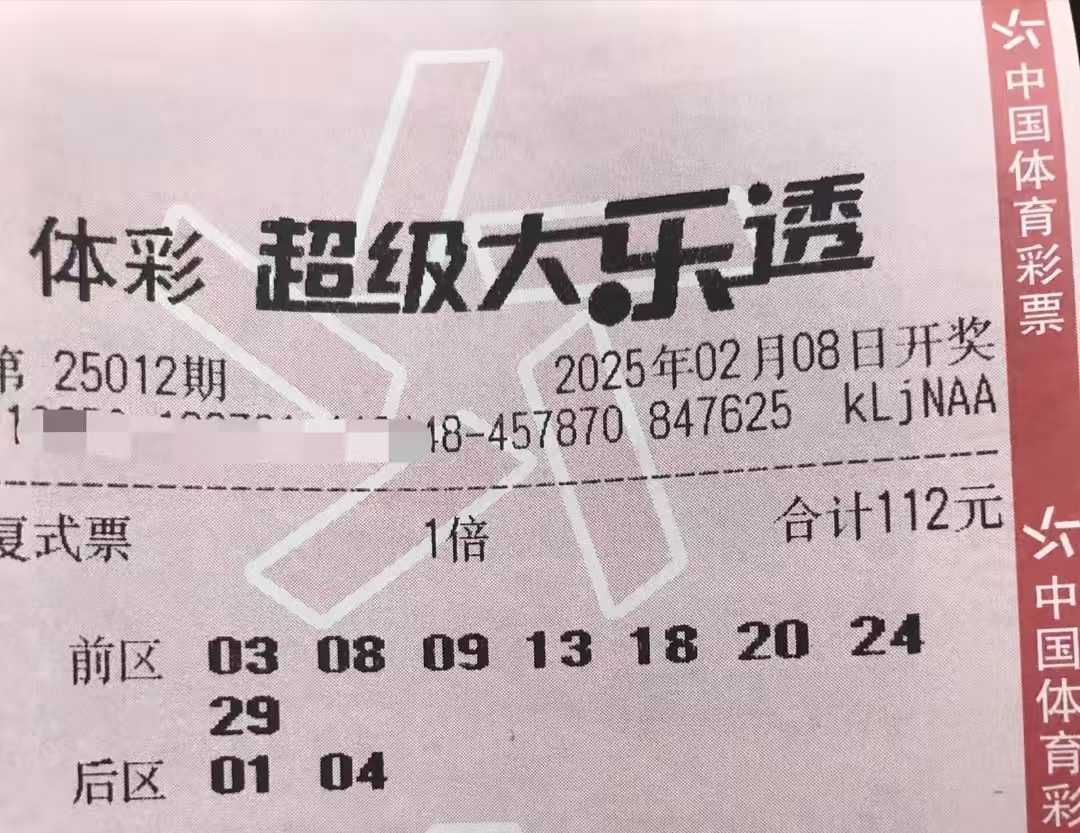 体彩 超级大乐透
第 25012期 2025年02月08日开奖
48-457870 847625 kLjNAA
复式票 1倍 合计112元
前区 03 08 09 13 18 20 24
29
后区 01 04
中国体育彩票
中国体育彩